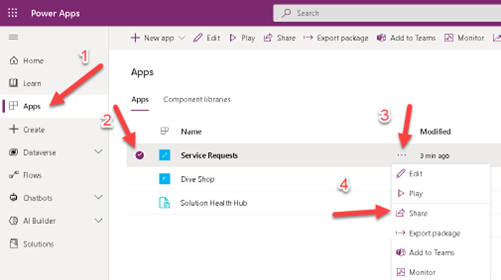 Power Apps
Search
New app Edit Play Share Export package Add to Teams Monitor
Home
Learn
Apps
Create
Dataverse
Flows
Chatbots
AI Builder
Solutions
1
Apps
Apps Component libraries
2
3
Name Modified
Service Requests 3 min ago
Dive Shop
Solution Health Hub
4
Edit
Play
Share
Export package
Add to Teams
Monitor